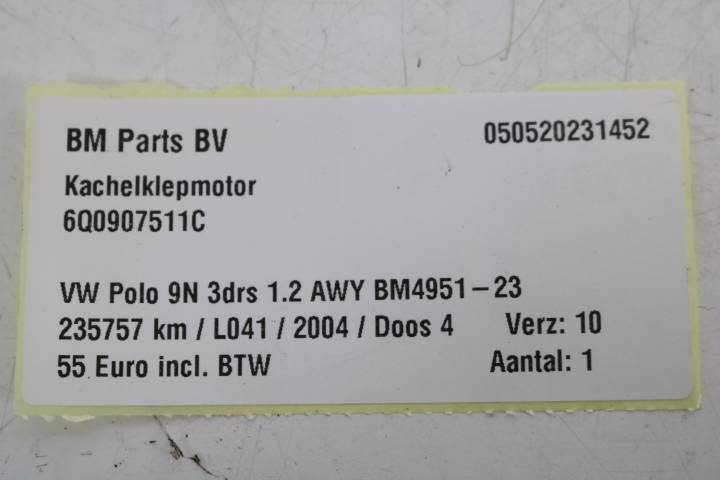 BM Parts BV 050520231452
Kachelklepmotor
6Q0907511C
VW Polo 9N 3drs 1.2 AWY BM4951-23
235757 km / L041 / 2004 / Doos 4 Verz: 10
55 Euro incl. BTW Aantal: 1